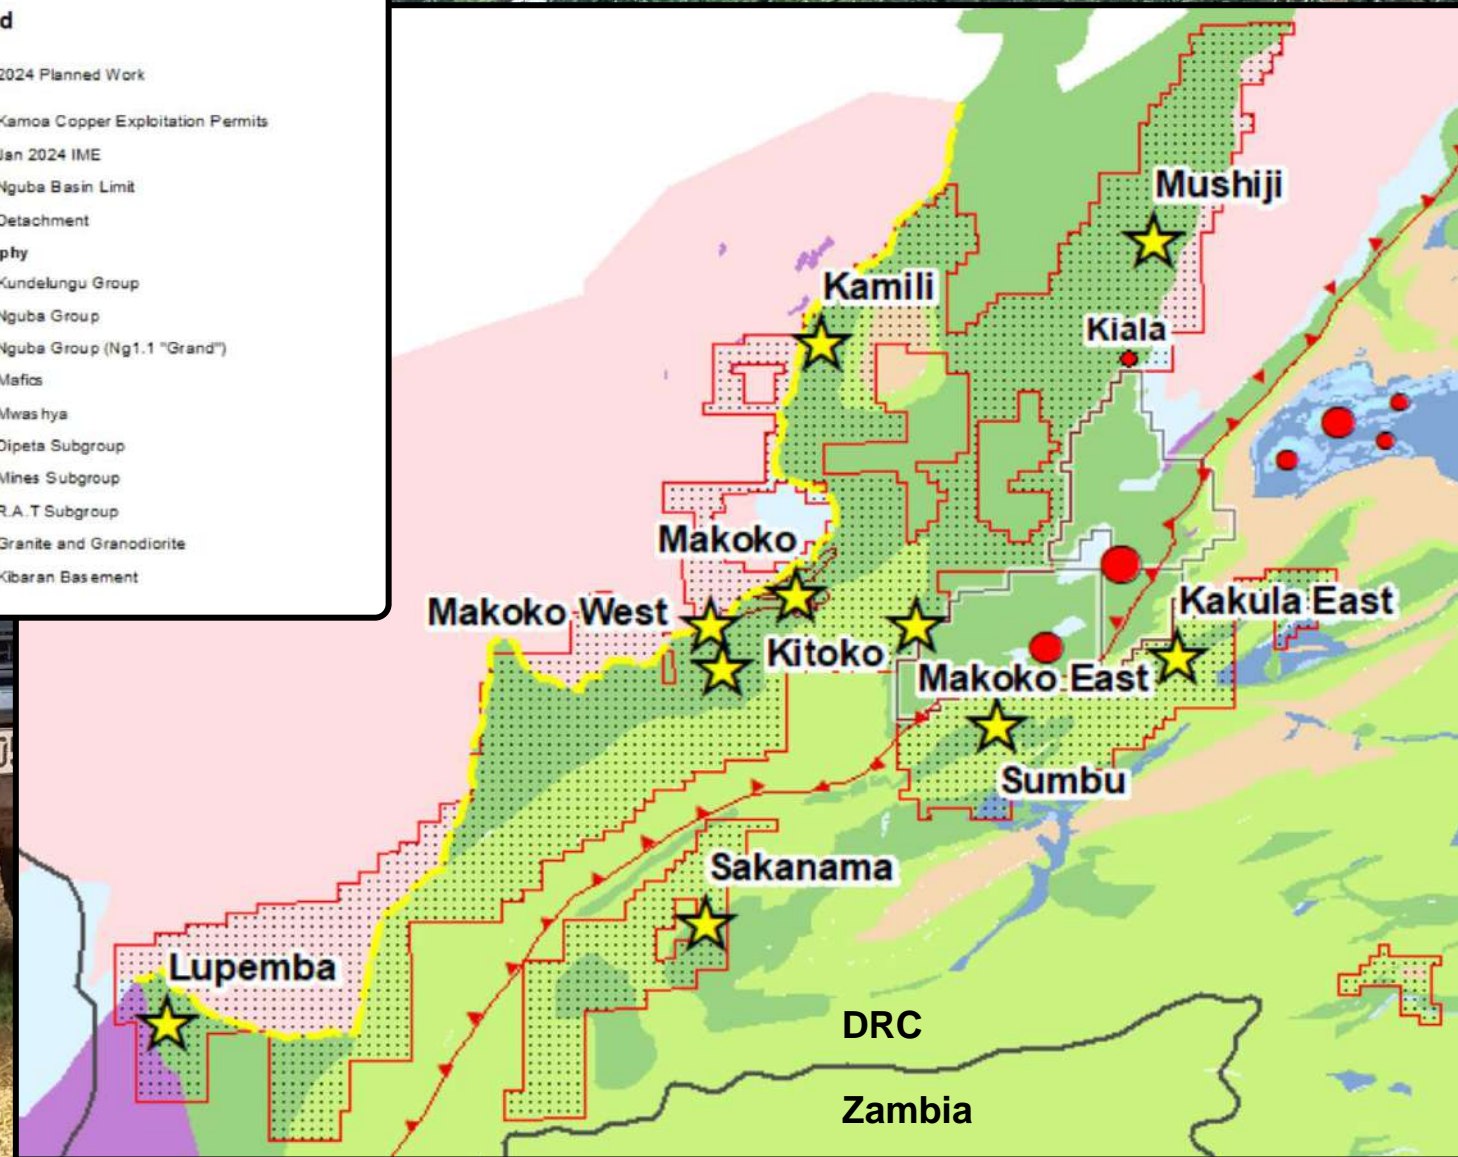 d
2024 Planned Work
Kamoa Copper Exploitation Permits
Jan 2024 IME
Nguba Basin Limit
Detachment
phy
Kundelungu Group
Nguba Group
Nguba Group (Ng1.1 "Grand")
Mafics
Mwashya
Dipeta Subgroup
Mines Subgroup
R.A.T Subgroup
Granite and Granodiorite
Kibaran Basement
Mushiji
Kamili
Kiala
Makoko
Makoko West
Kakula East
Kitoko
Makoko East
Sumbu
Sakanama
Lupemba
DRC
Zambia